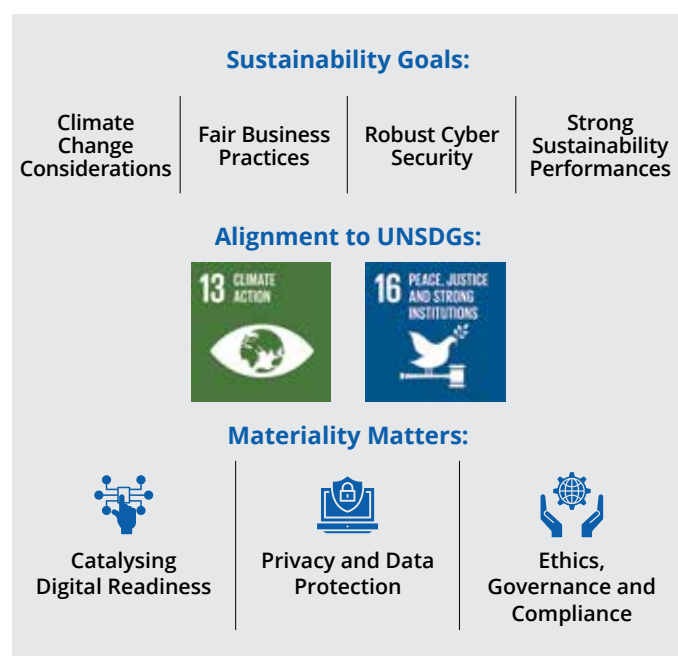 Sustainability Goals:
Climate
Change
Considerations
Fair Business
Practices
Robust Cyber
Security
Strong
Sustainability
Performances
Alignment to UNSDGs:
13 CLIMATE
ACTION
16 PEACE, JUSTICE
AND STRONG
INSTITUTIONS
Materiality Matters:
Catalysing
Digital Readiness
Privacy and Data
Protection
Ethics,
Governance and
Compliance